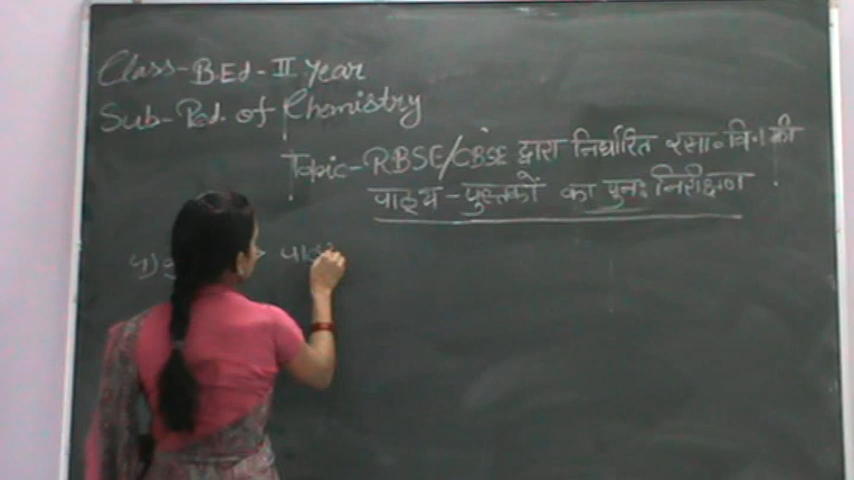 Class-B.Ed-II Year
Sub-Ped. of Chemistry
Topic-RBSE/CBSE द्वारा निर्धारित रसा॰ वि॰ की
पाठ्य-पुस्तकों का पुनः निरीक्षण